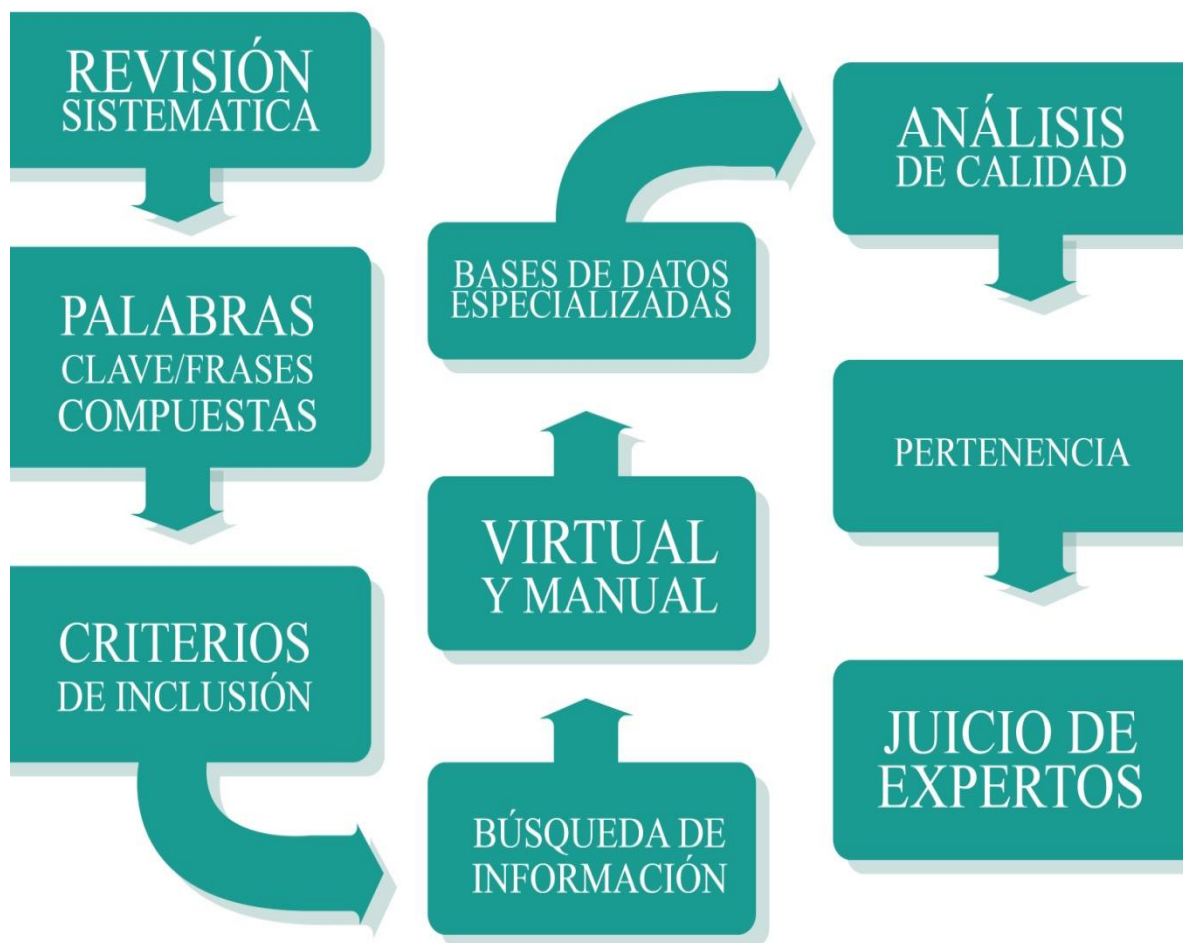 REVISIÓN
SISTEMATICA
PALABRAS
CLAVE/FRASES
COMPUESTAS
CRITERIOS
DE INCLUSIÓN
BÚSQUEDA DE
INFORMACIÓN
VIRTUAL
Y MANUAL
BASES DE DATOS
ESPECIALIZADAS
ANÁLISIS
DE CALIDAD
PERTENENCIA
JUICIO DE
EXPERTOS